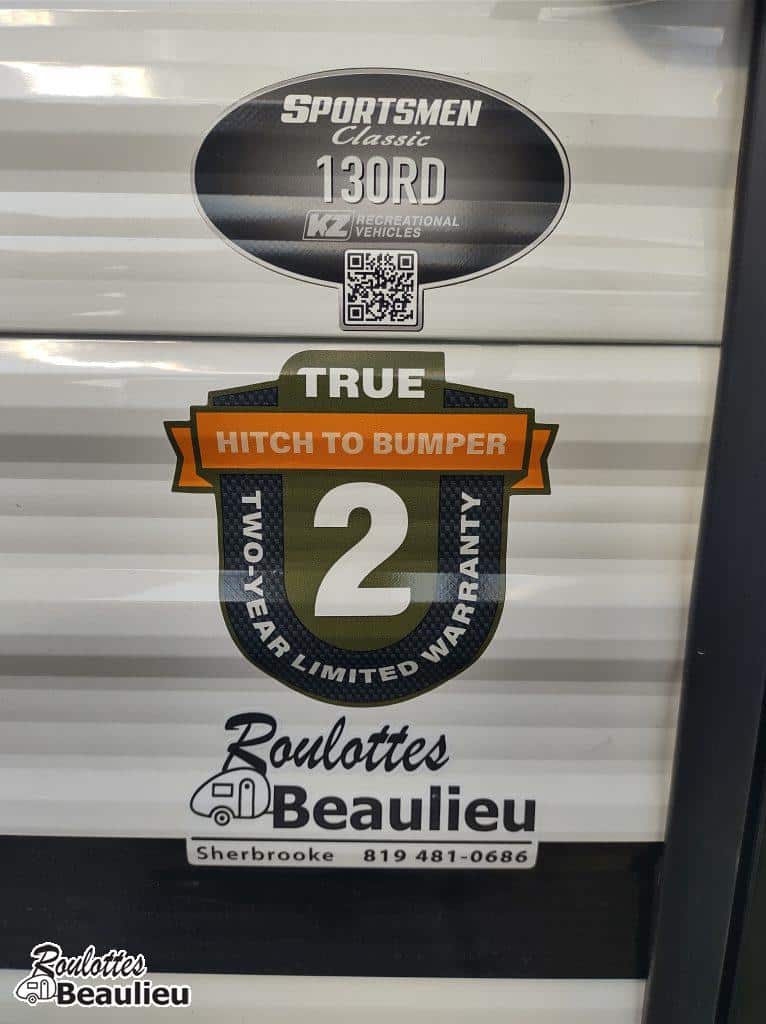 SPORTSMEN
Classic
130RD
KZ RECREATIONAL
VEHICLES
TRUE
HITCH TO BUMPER
2
TWO-YEAR LIMITED WARRANTY
Roulottes
Beaulieu
Sherbrooke 819 481-0686
Roulottes
Beaulieu